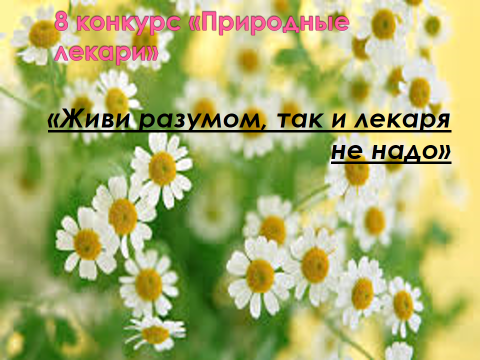 8 конкурс «Природные
лекари»
«Живи разумом, так и лекаря
не надо»